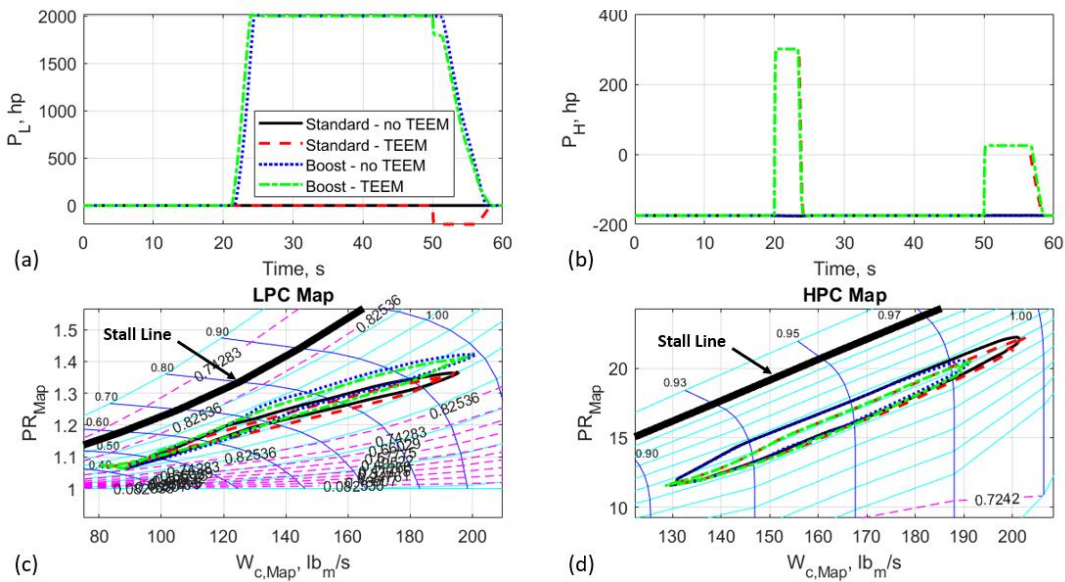 2000
1500
1000
500
0
P_L, hp
Standard - no TEEM
Standard - TEEM
Boost - no TEEM
Boost - TEEM
0 10 20 30 40 50 60
(a)
Time, s
400
200
0
-200
P_H, hp
0 10 20 30 40 50 60
(b)
Time, s
LPC Map
1.5
1.4
1.3
1.2
1.1
1
PR_Map
Stall Line
0.90
0.80
0.70
0.60
0.50
0.40
0.74283
0.82536
1.00
0.82536
0.82536
0.82536
0.74283
0.66029
0.74283
80 100 120 140 160 180 200
(c)
W_c,Map, lb_m/s
HPC Map
20
15
10
PR_Map
Stall Line
0.97
1.00
0.95
0.93
0.90
0.7242
130 140 150 160 170 180 190 200
(d)
W_c,Map, lb_m/s